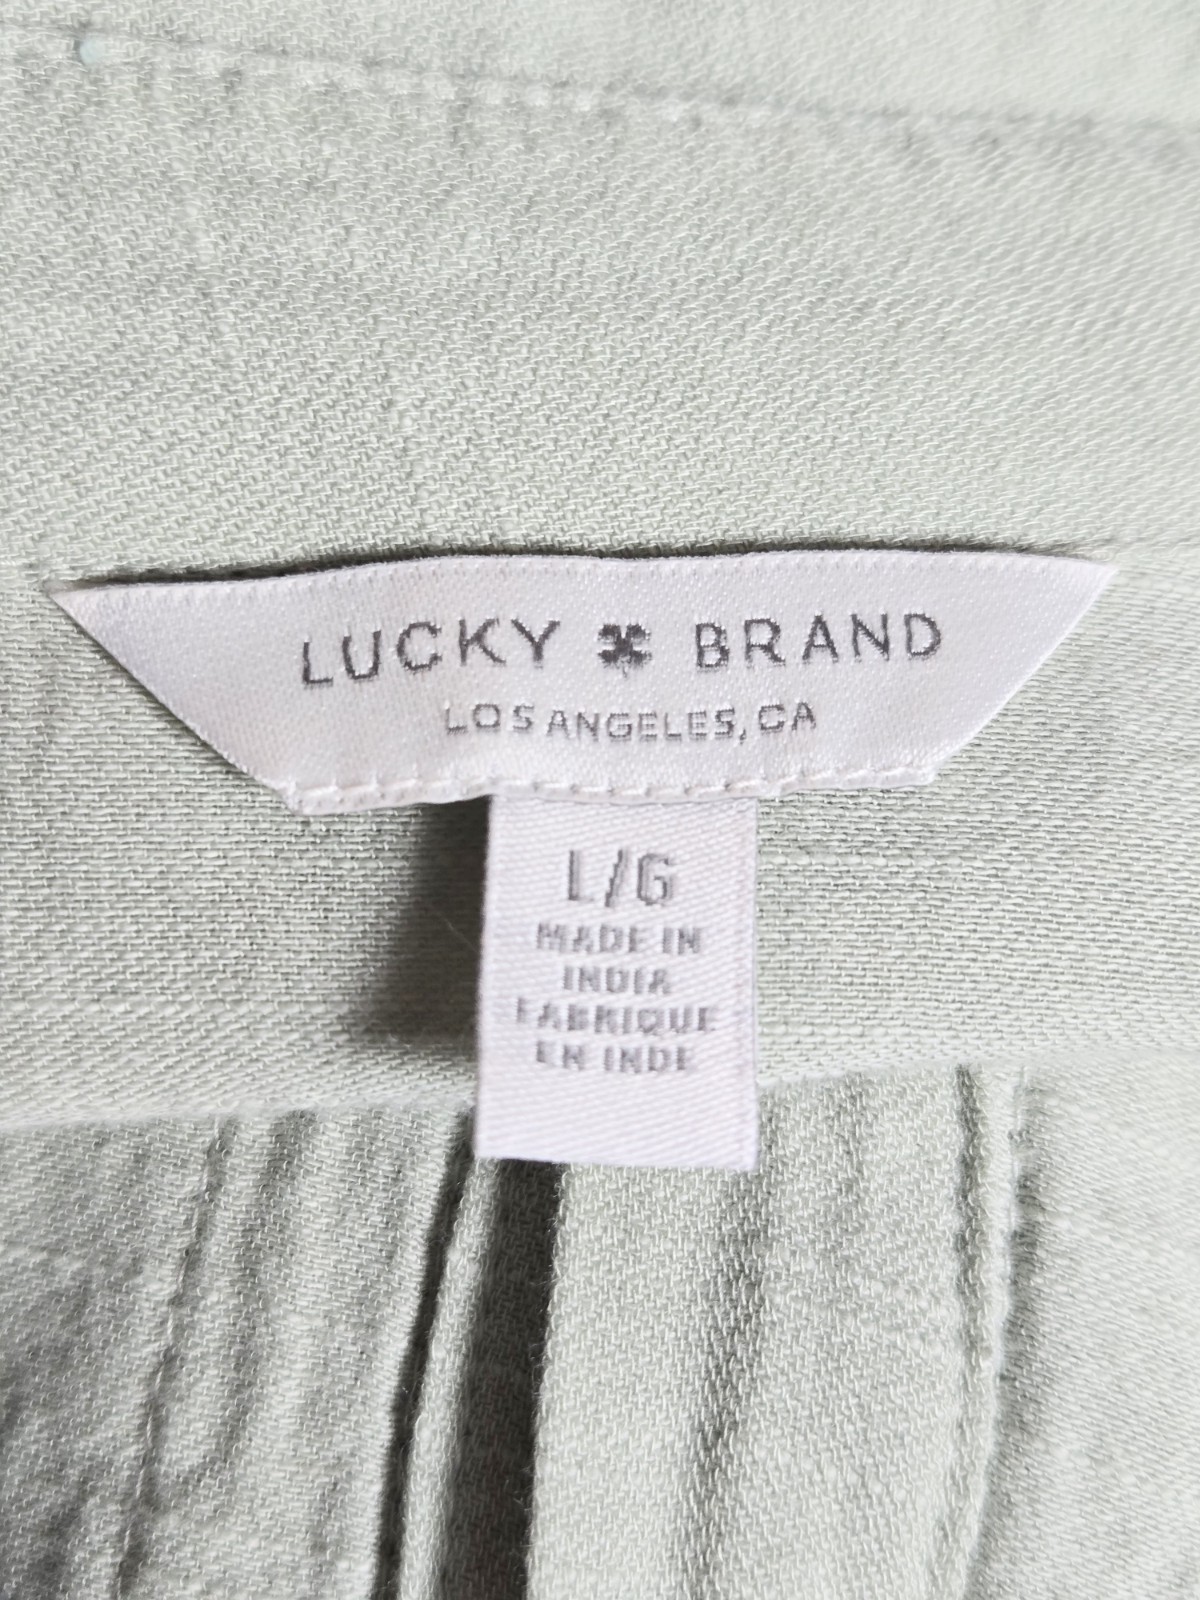 LUCKY BRAND
LOS ANGELES, CA
L/G
MADE IN
INDIA
FABRIQUE
EN INDE